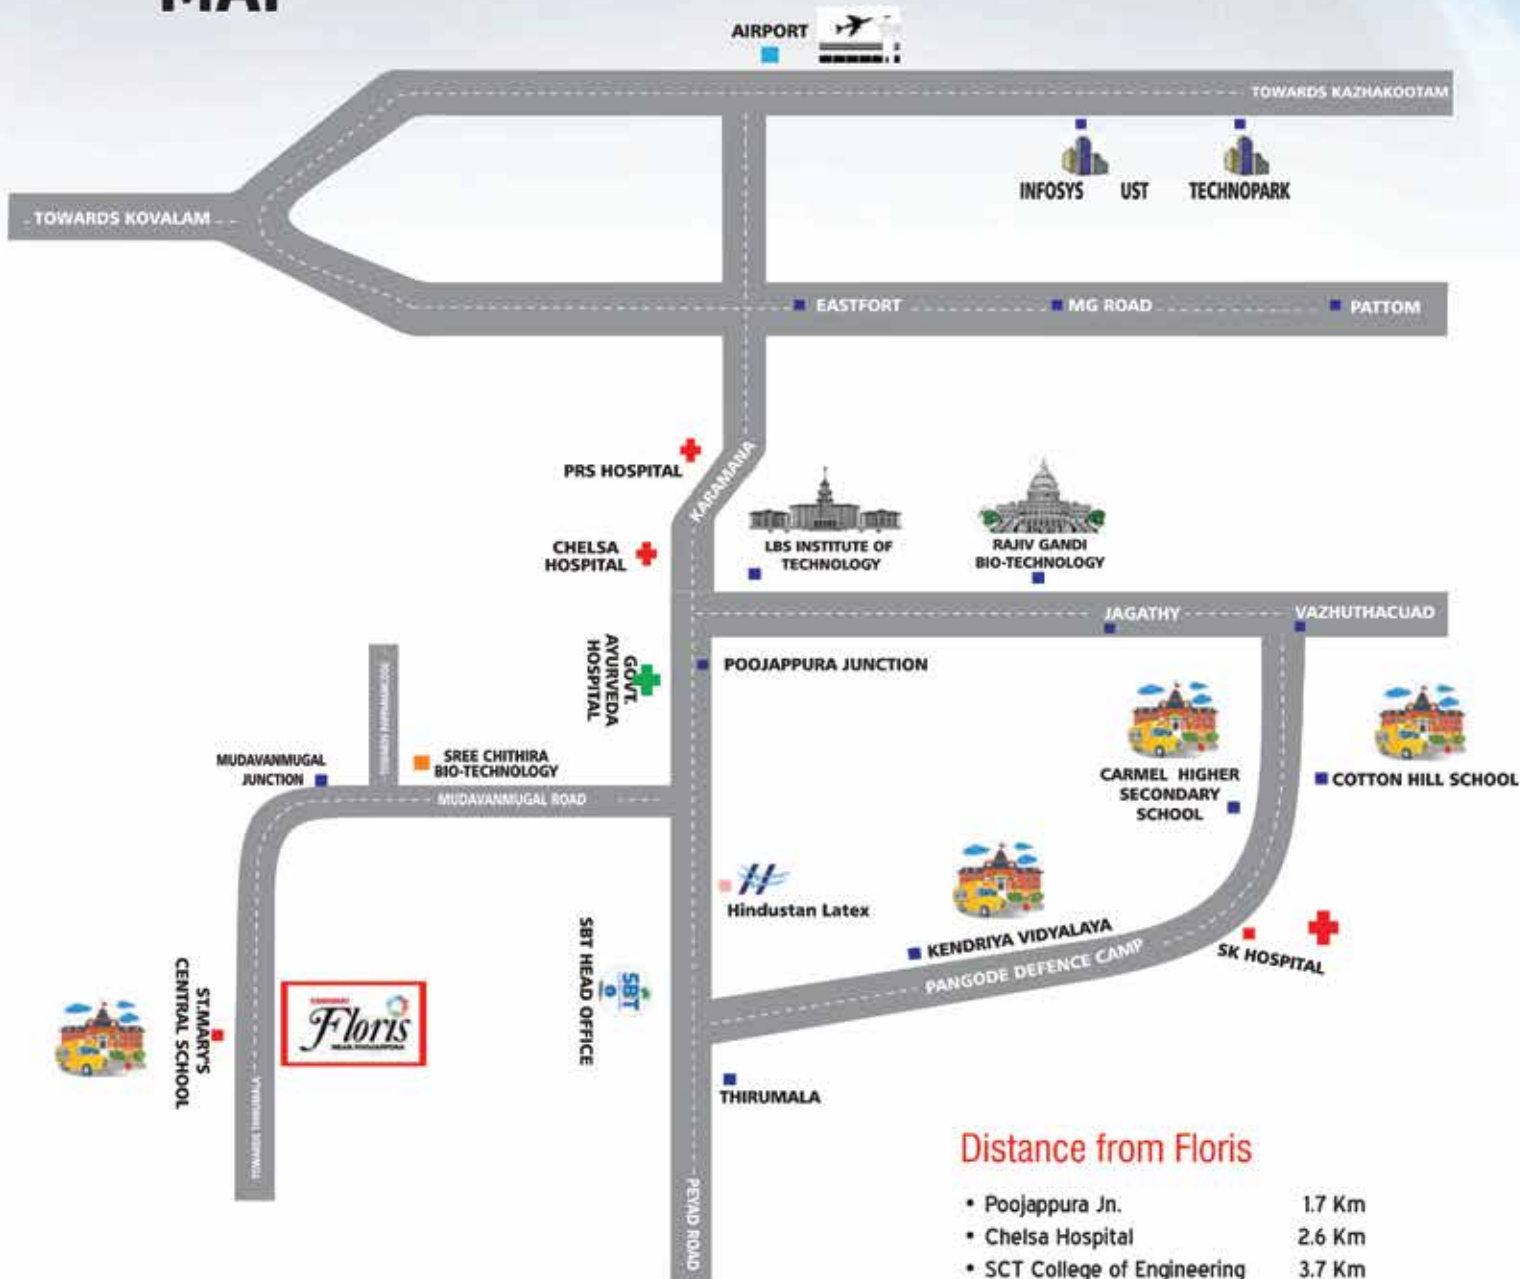 MAP
AIRPORT
TOWARDS KAZHAKOOTAM
INFOSYS UST TECHNOPARK
TOWARDS KOVALAM
EASTFORT
MG ROAD
PATTOM
PRS HOSPITAL
KARAMANA
CHELSA
HOSPITAL
LBS INSTITUTE OF
TECHNOLOGY
RAJIV GANDI
BIO-TECHNOLOGY
JAGATHY
VAZHUTHACUAD
GOVT.
AYURVEDA
HOSPITAL
POOJAPPURA JUNCTION
MUDAVANMUGAL
JUNCTION
SREE CHITHIRA
BIO-TECHNOLOGY
MUDAVANMUGAL ROAD
CARMEL HIGHER
SECONDARY
SCHOOL
COTTON HILL SCHOOL
Hindustan Latex
KENDRIYA VIDYALAYA
PANGODE DEFENCE CAMP
SK HOSPITAL
ST.MARY'S
CENTRAL SCHOOL
Floris
NEAR POOJAPPURA
SBT HEAD OFFICE
SBT
THIRUMALA
TOWARDS THIRUMALA
PEYAD ROAD
Distance from Floris
• Poojappura Jn. 1.7 Km
• Chelsa Hospital 2.6 Km
• SCT College of Engineering 3.7 Km